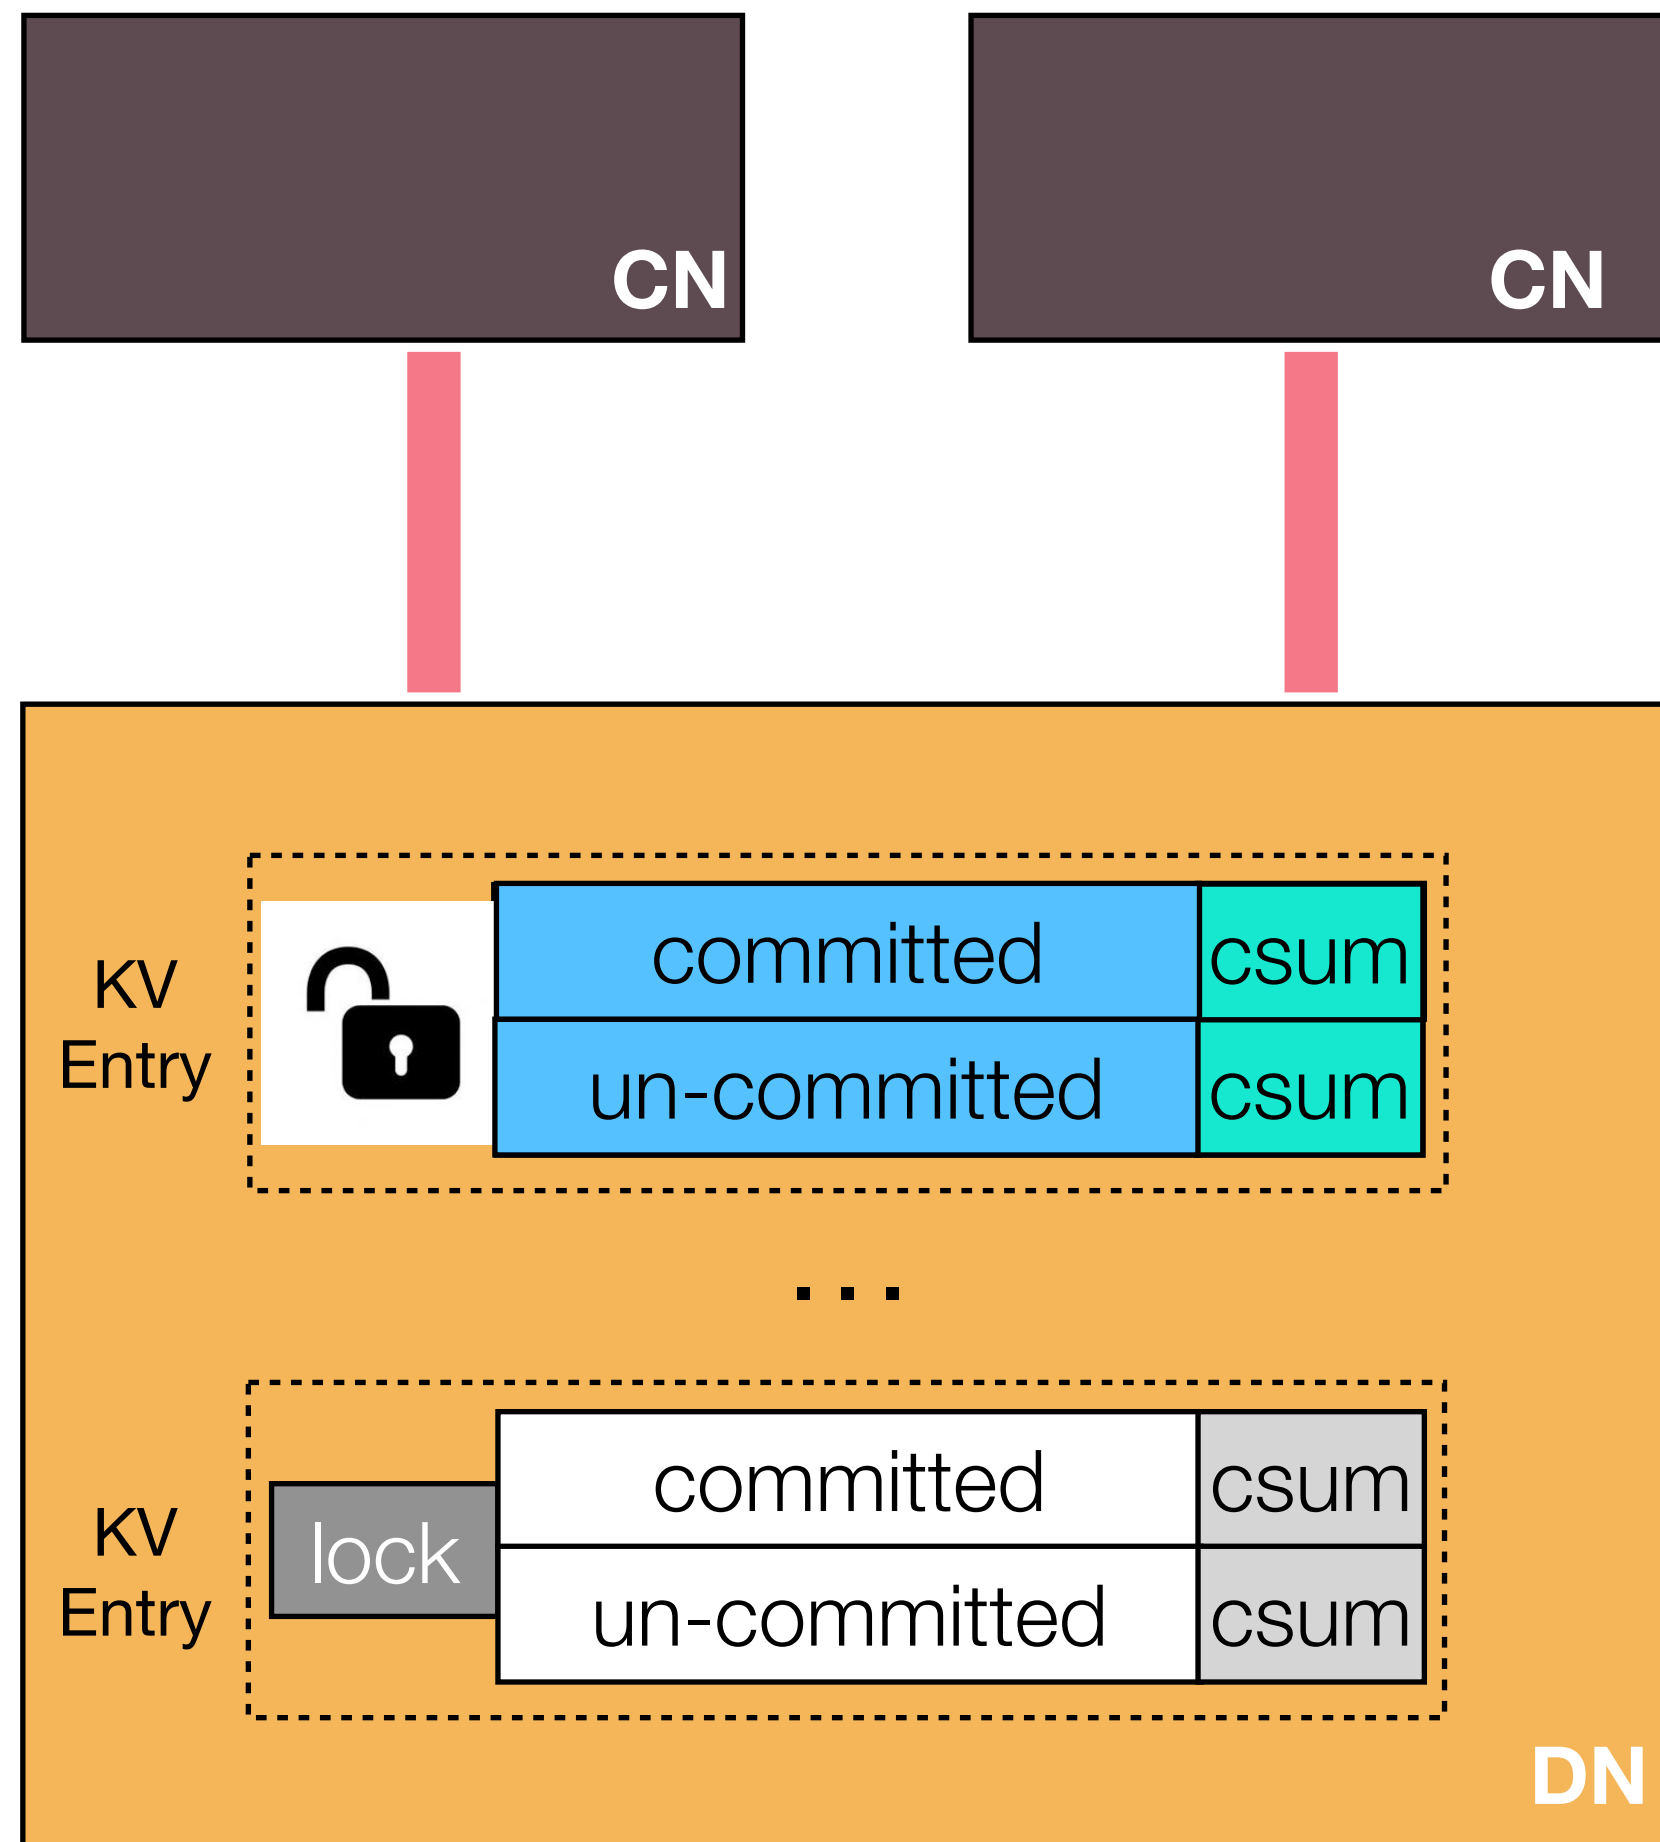 CN
CN
KV
Entry
committed
csum
un-committed
csum
...
KV
Entry
lock
committed
csum
un-committed
csum
DN